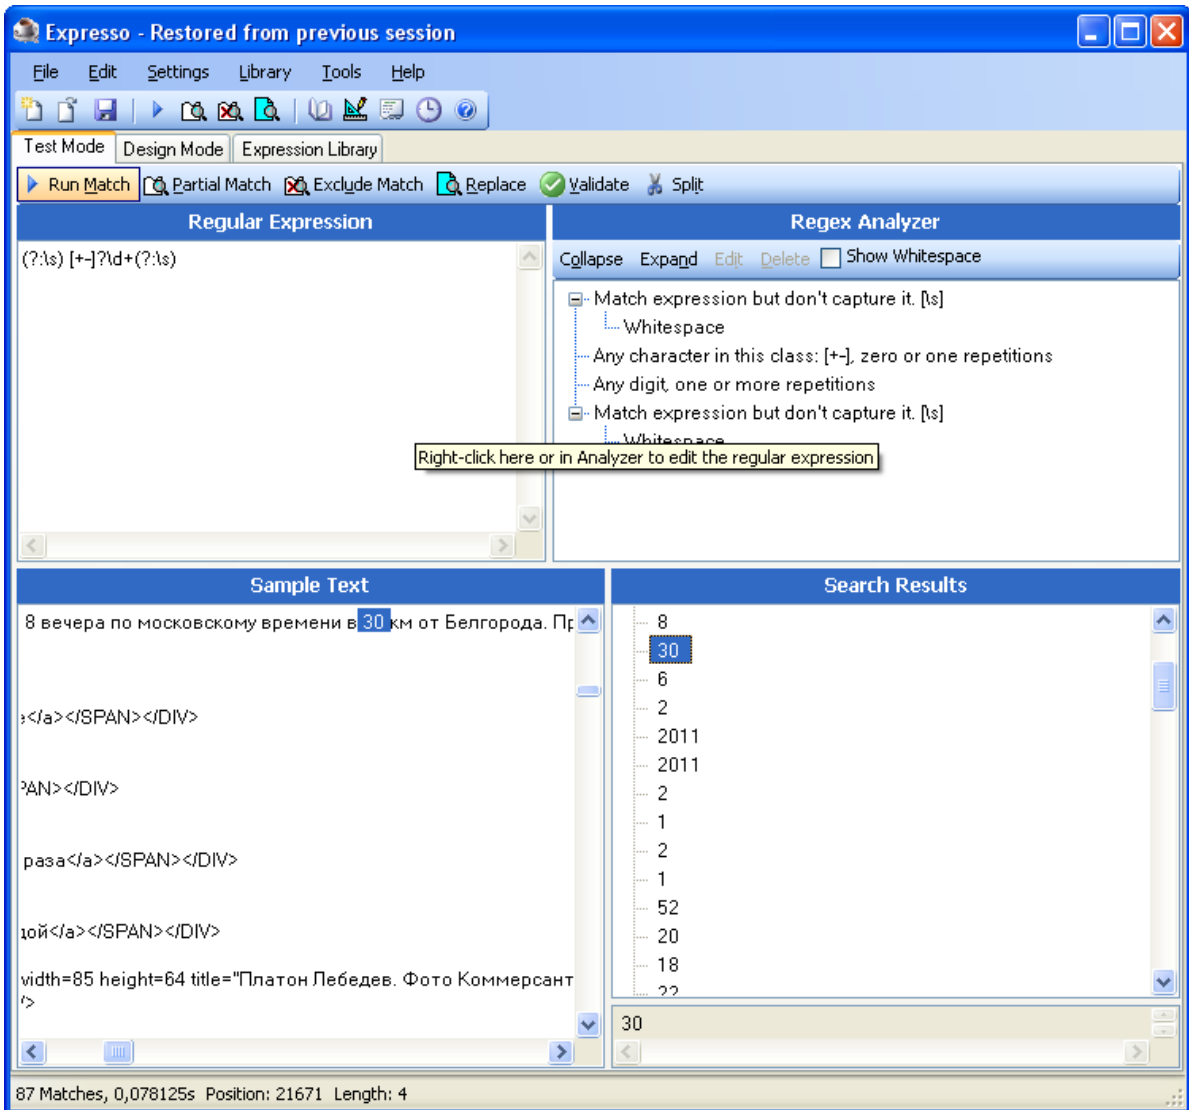 Expresso - Restored from previous session
File Edit Settings Library Tools Help
Test Mode Design Mode Expression Library
Run Match Partial Match Exclude Match Replace Validate Split
Regular Expression
(?:\s) [+-]?\d+(?:\s)
Regex Analyzer
Collapse Expand Edit Delete Show Whitespace
Match expression but don't capture it. [\s]
Whitespace
Any character in this class: [+-], zero or one repetitions
Any digit, one or more repetitions
Match expression but don't capture it. [\s]
Whitespace
Right-click here or in Analyzer to edit the regular expression
Sample Text
8 вечера по московскому времени в 30 км от Белгорода. Пр
е</a></SPAN></DIV>
PAN></DIV>
раза</a></SPAN></DIV>
дой</a></SPAN></DIV>
width=85 height=64 title="Платон Лебедев. Фото Коммерсант
/>
Search Results
8
30
6
2
2011
2011
2
1
2
1
52
20
18
22
30
87 Matches, 0,078125s Position: 21671 Length: 4